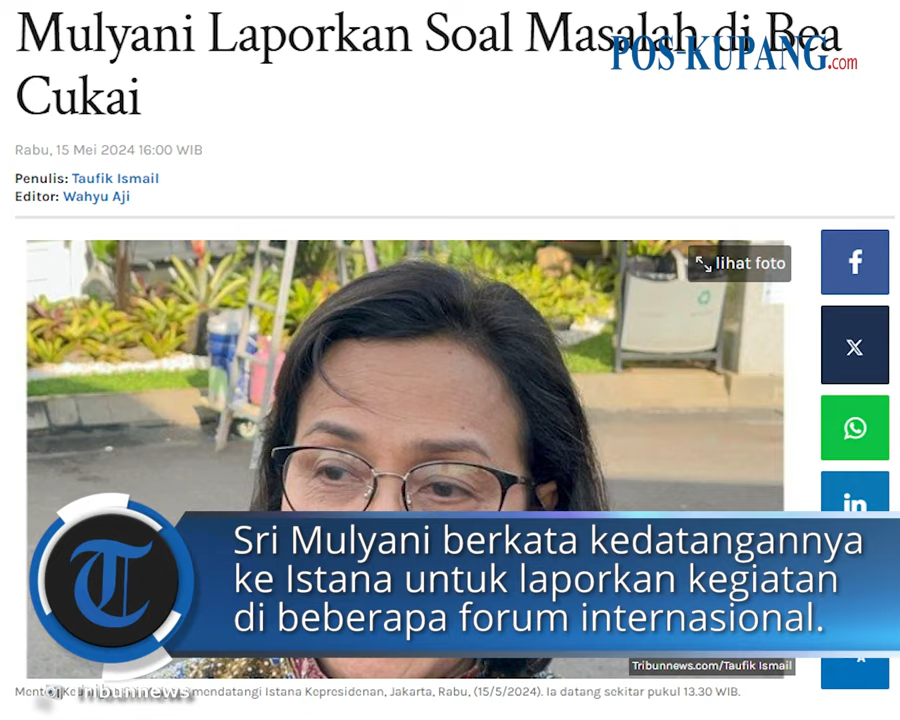 Mulyani Laporkan Soal Masalah di Bea
Cukai
POS-KUPANG.com
Rabu, 15 Mei 2024 16:00 WIB
Penulis: Taufik Ismail
Editor: Wahyu Aji
lihat foto
f
X
in
Sri Mulyani berkata kedatangannya
ke Istana untuk laporkan kegiatan
di beberapa forum internasional.
T
Tribunnews.com/Taufik Ismail
Tribunnews
mendatangi Istana Kepresidenan, Jakarta, Rabu, (15/5/2024). Ia datang sekitar pukul 13.30 WIB.